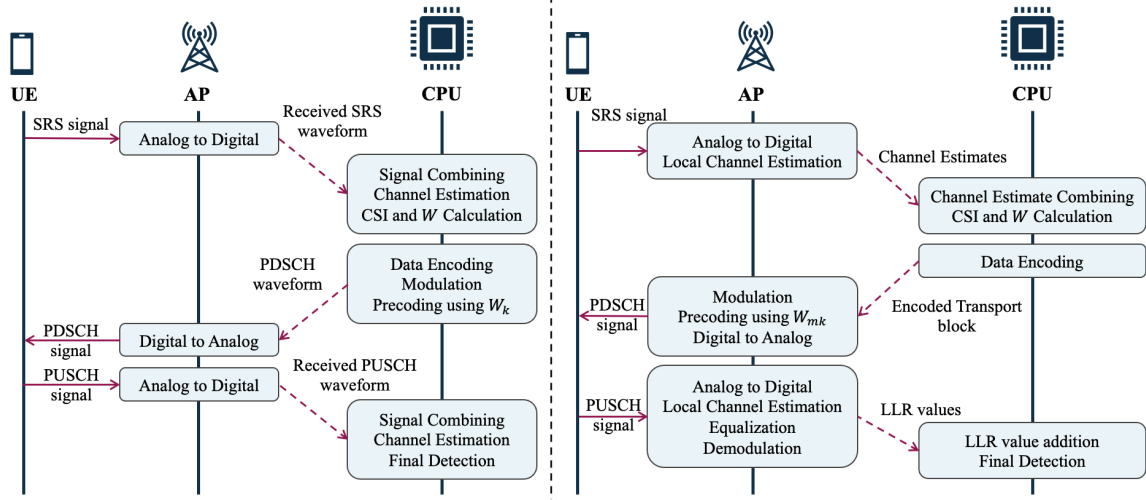 UE
AP
CPU
SRS signal
Analog to Digital
Received SRS
waveform
Signal Combining
Channel Estimation
CSI and W Calculation
Data Encoding
Modulation
Precoding using Wₖ
PDSCH
waveform
PDSCH
signal
Digital to Analog
PUSCH
signal
Analog to Digital
Received PUSCH
waveform
Signal Combining
Channel Estimation
Final Detection
UE
AP
CPU
SRS signal
Analog to Digital
Local Channel Estimation
Channel Estimates
Channel Estimate Combining
CSI and W Calculation
Data Encoding
Encoded Transport
block
Modulation
Precoding using Wₘₖ
Digital to Analog
PDSCH
signal
PUSCH
signal
Analog to Digital
Local Channel Estimation
Equalization
Demodulation
LLR values
LLR value addition
Final Detection